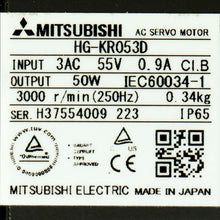 MITSUBISHI AC SERVO MOTOR
HG-KR053D
INPUT 3AC 55V 0.9A CI.B
OUTPUT 50W IEC60034-1
3000 r/min(250Hz) 0.34kg
SER. H37554009 223 IP65
MITSUBISHI ELECTRIC MADE IN JAPAN